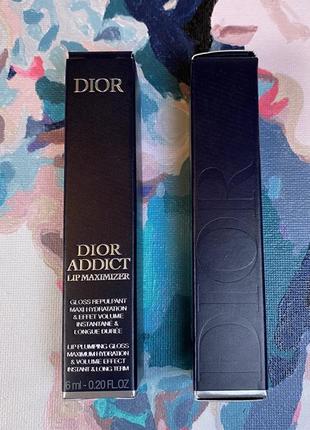 DIOR
DIOR
ADDICT
LIP MAXIMIZER
GLOSS REPULPANT
MAXI HYDRATATION
& EFFET VOLUME
INSTANTANÉ &
LONGUE DURÉE
LIP PLUMPING GLOSS
MAXIMUM HYDRATION
& VOLUME EFFECT
INSTANT & LONG TERM
6 ml - 0.20 FL.OZ
DIOR